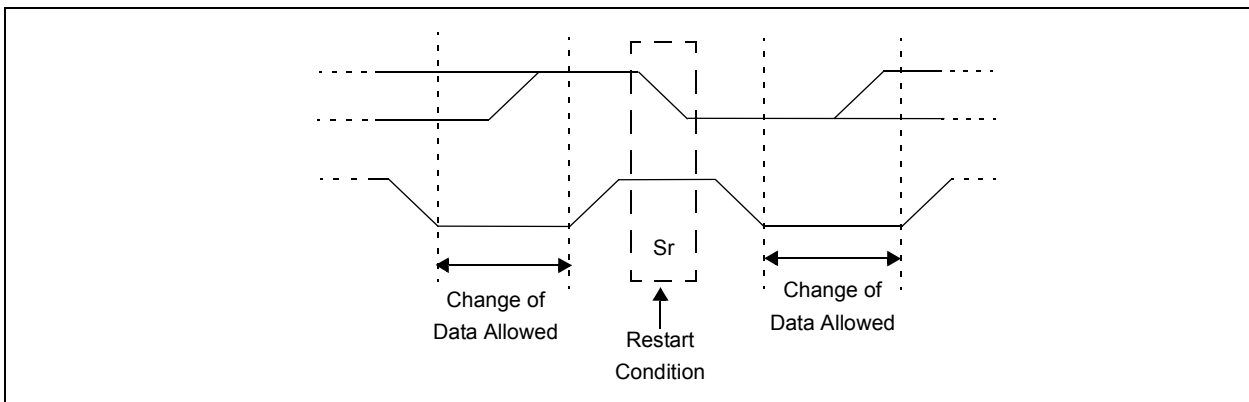 Sr
Change of
Data Allowed
Restart
Condition
Change of
Data Allowed